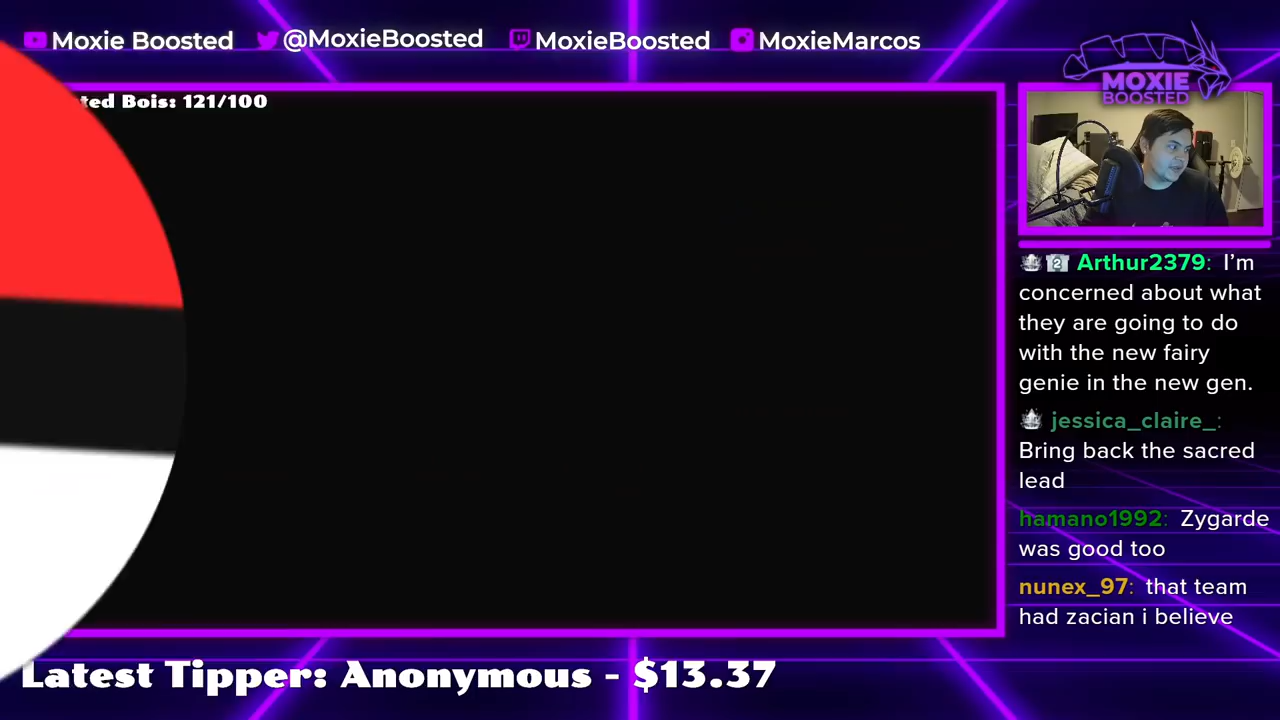 Moxie Boosted @MoxieBoosted MoxieBoosted MoxieMarcos
MOXIE
BOOSTED
ted Bois: 121/100
Arthur2379: I’m
concerned about what
they are going to do
with the new fairy
genie in the new gen.
jessica_claire_:
Bring back the sacred
lead
hamano1992: Zygarde
was good too
nunex_97: that team
had zacian i believe
Latest Tipper: Anonymous - $13.37